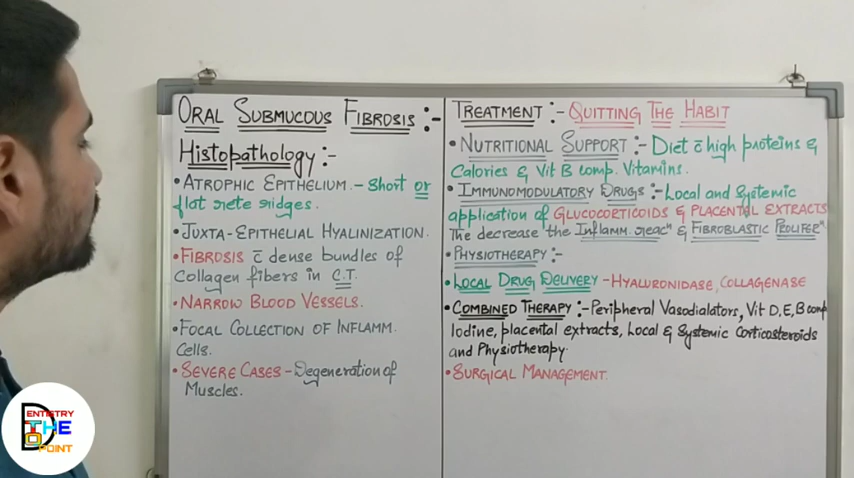 ORAL SUBMUCOUS FIBROSIS :-
Histopathology :-
• ATROPHIC EPITHELIUM. - Short or
flat rete ridges.
• JUXTA-EPITHELIAL HYALINIZATION.
• FIBROSIS c̄ dense bundles of
Collagen fibers in C.T.
• NARROW BLOOD VESSELS.
• FOCAL COLLECTION OF INFLAMM.
Cells.
• SEVERE CASES - Degeneration of
Muscles.
TREATMENT :- QUITTING THE HABIT
• NUTRITIONAL SUPPORT :- Diet c̄ high proteins &
Calories & Vit B comp. Vitamins.
• IMMUNOMODULATORY DRUGS :- Local and Systemic
application of GLUCOCORTICOIDS & PLACENTAL EXTRACTS
The decrease the Inflamm. reacⁿ & FIBROBLASTIC PROLIFERⁿ
• PHYSIOTHERAPY :-
• LOCAL DRUG DELIVERY - HYALURONIDASE, COLLAGENASE
• COMBINED THERAPY :- Peripheral Vasodialators, Vit D, E, B comp
Iodine, placental extracts, Local & Systemic Corticosteroids
and Physiotherapy.
• SURGICAL MANAGEMENT.
DENTISTRY
THE
TO
POINT